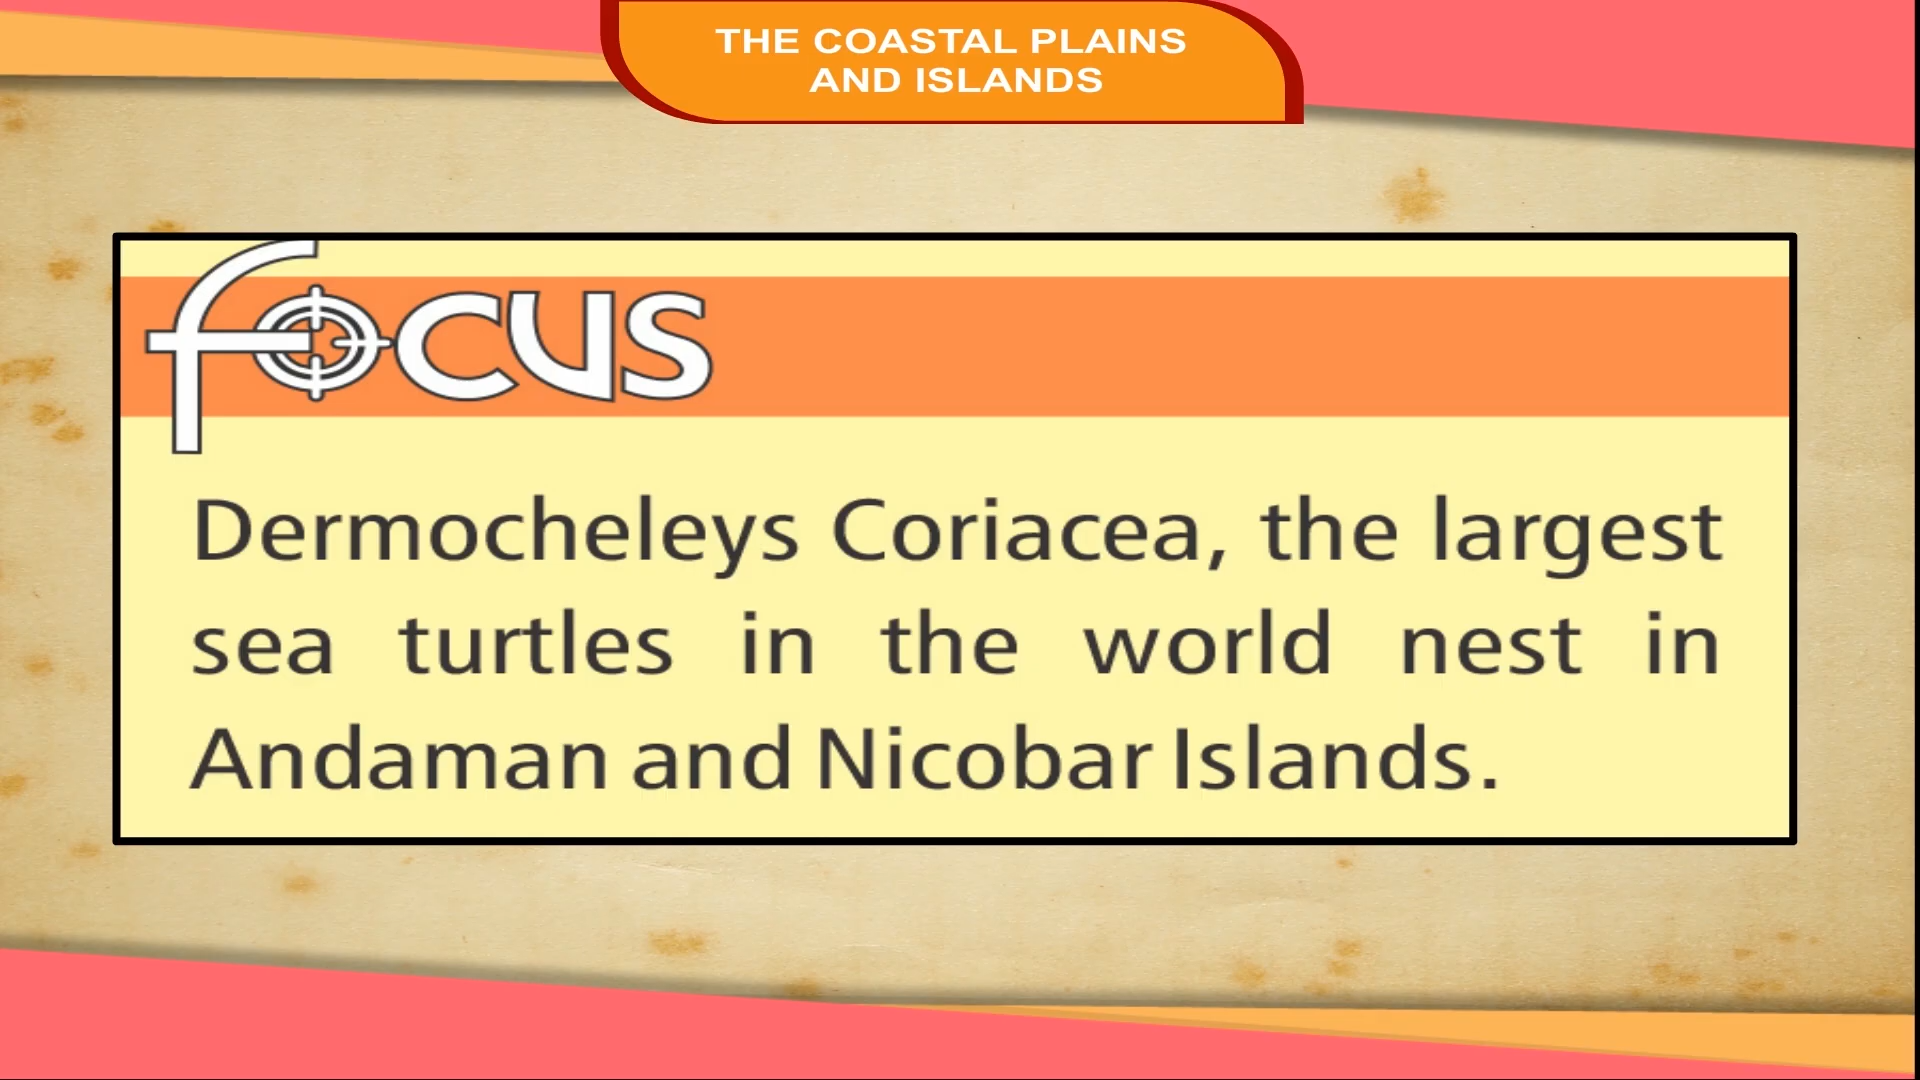 THE COASTAL PLAINS
AND ISLANDS
focus
Dermocheleys Coriacea, the largest
sea turtles in the world nest in
Andaman and Nicobar Islands.